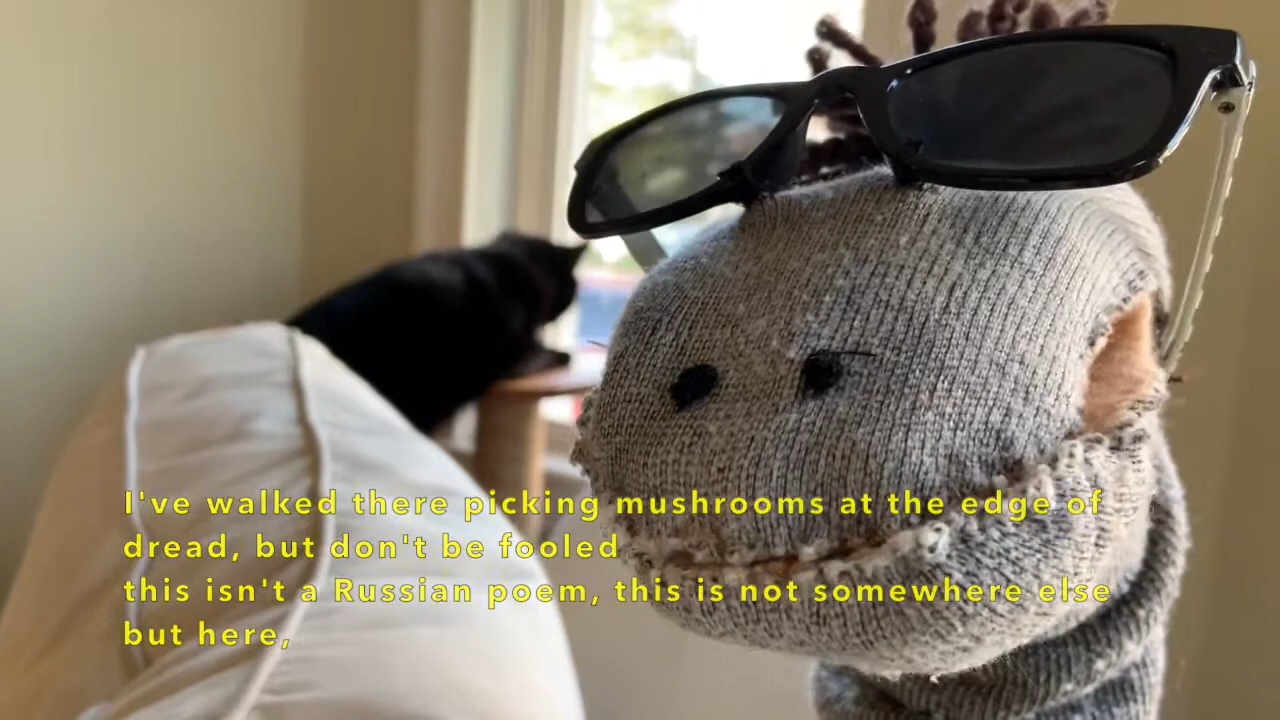 I've walked there picking mushrooms at the edge of
dread, but don't be fooled
this isn't a Russian poem, this is not somewhere else
but here,